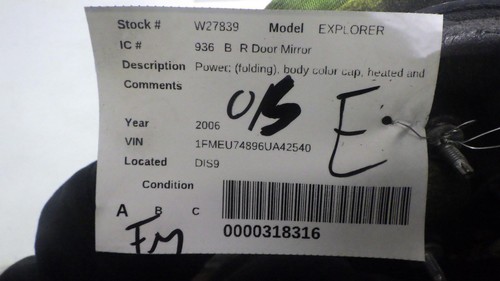 Stock # W27839 Model EXPLORER
IC # 936 B R Door Mirror
Description Power; (folding), body color cap, heated and
Comments
O/S E
Year 2006
VIN 1FMEU74896UA42540
Located DIS9
Condition
A B C
FM
0000318316